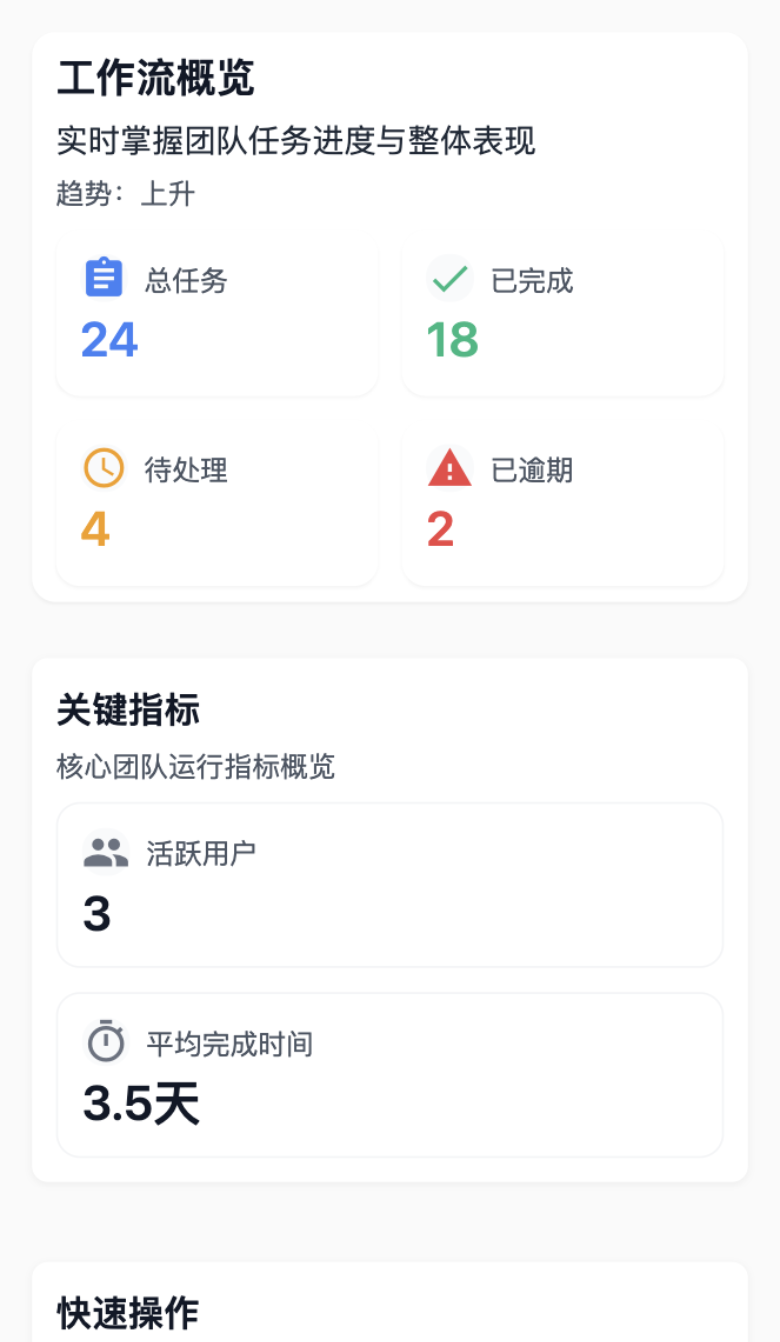 工作流概览
实时掌握团队任务进度与整体表现
趋势：上升
总任务
24
已完成
18
待处理
4
已逾期
2
关键指标
核心团队运行指标概览
活跃用户
3
平均完成时间
3.5天
快速操作